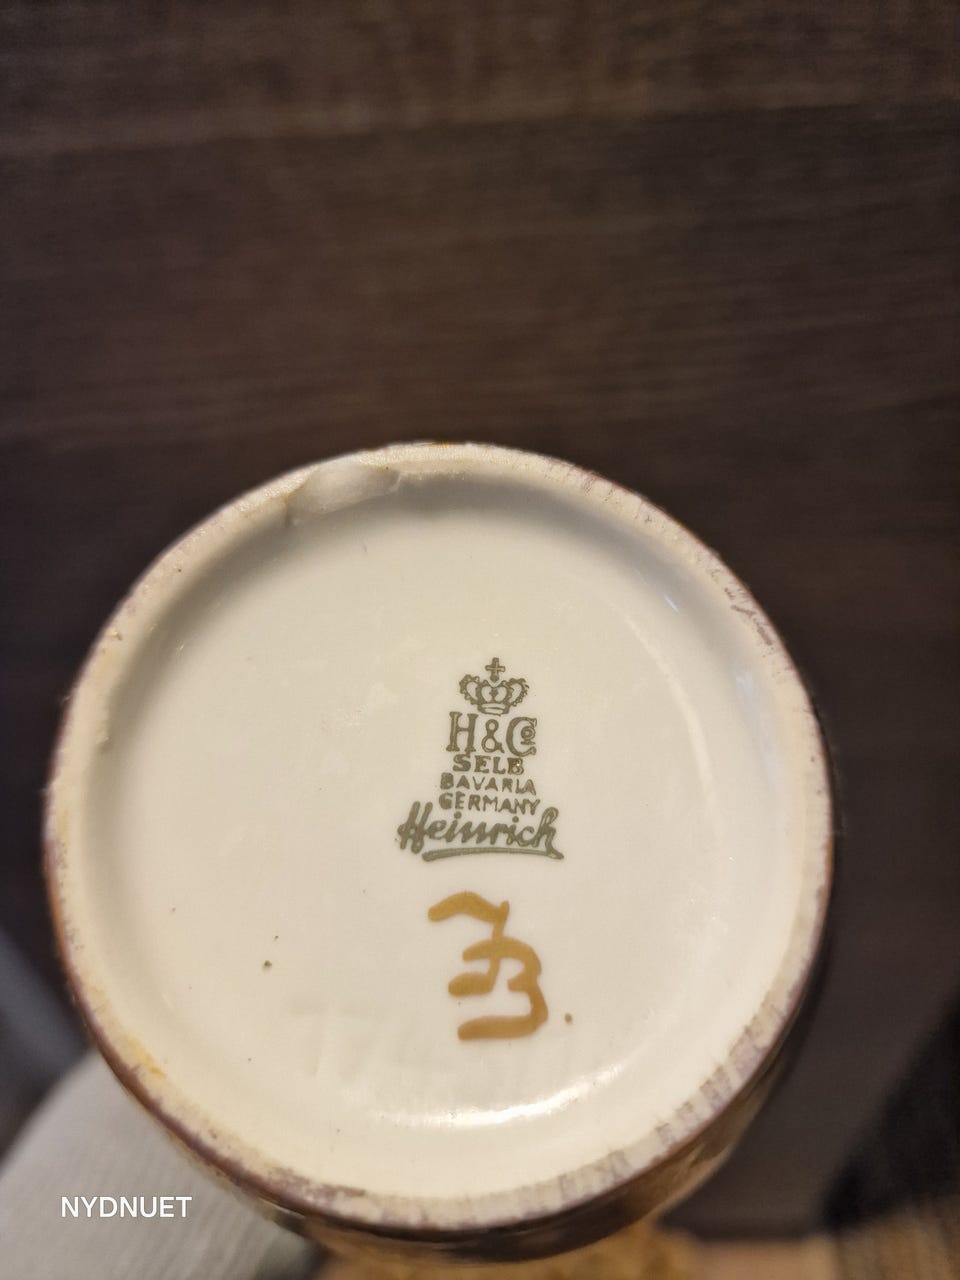 H & Co
SELB
BAVARIA
GERMANY
Heinrich
NYDNUET